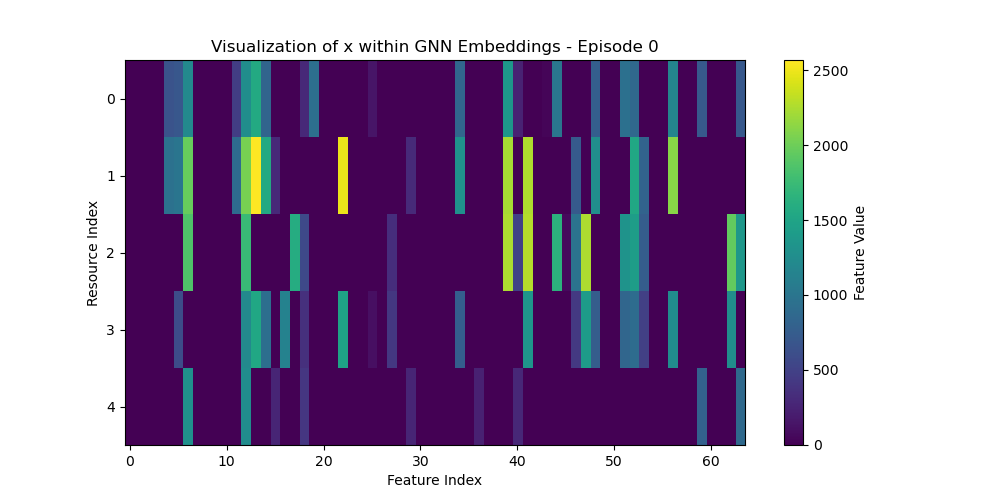 Visualization of x within GNN Embeddings - Episode 0
Resource Index
0
1
2
3
4
0 10 20 30 40 50 60
Feature Index
2500
2000
1500
1000
500
0
Feature Value